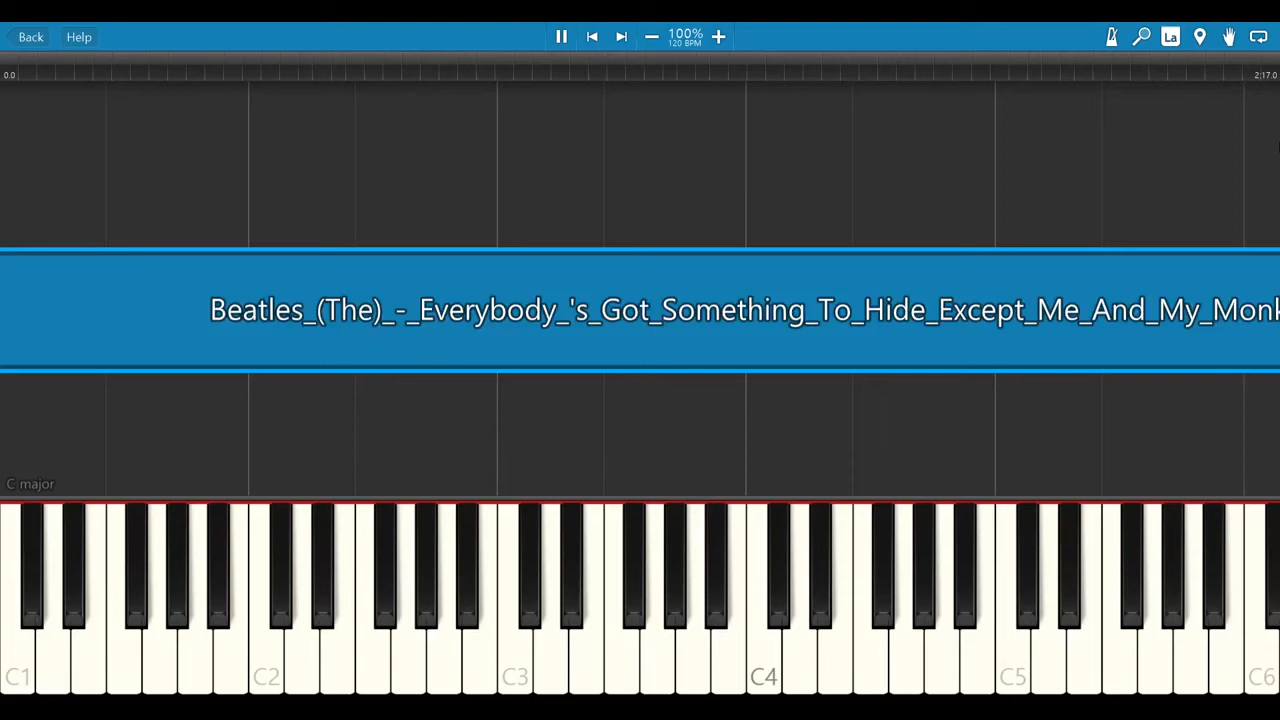 Back Help 100% La
120 BPM
0.0 2:17.0
Beatles_(The)_-_Everybody_'s_Got_Something_To_Hide_Except_Me_And_My_Monk
C major
C1 C2 C3 C4 C5 C6